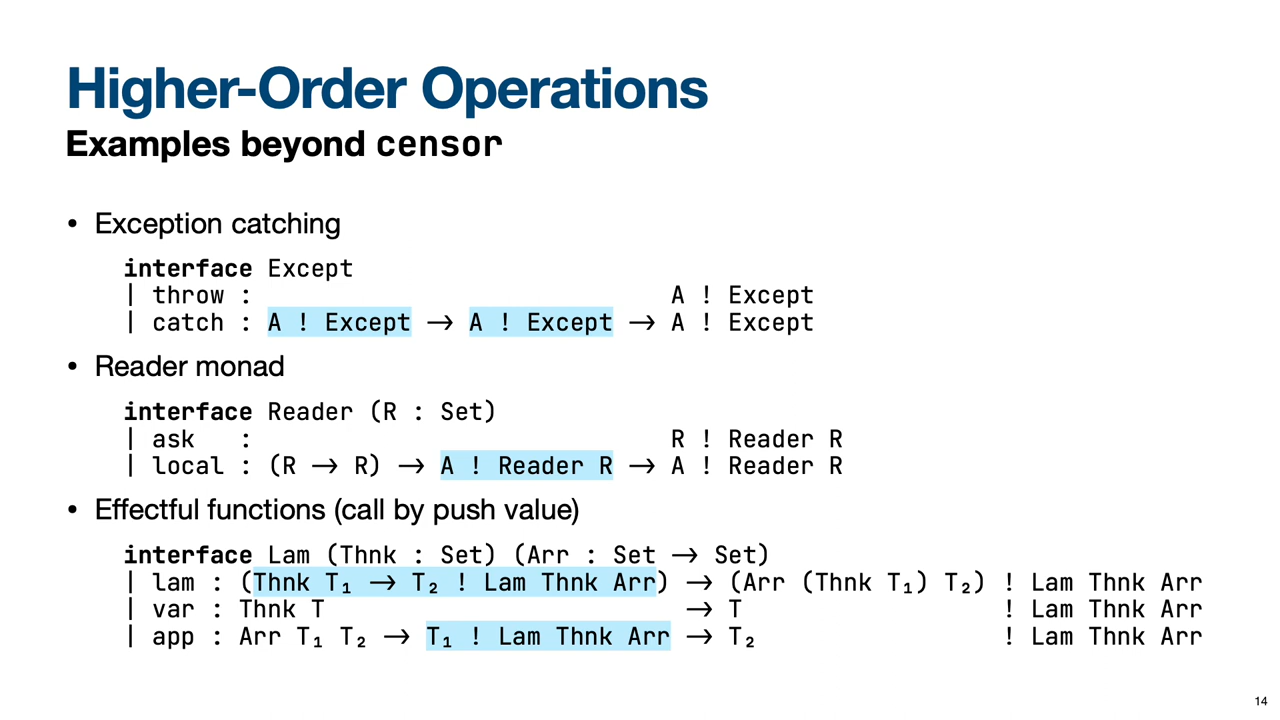 Higher-Order Operations
Examples beyond censor
• Exception catching
interface Except
| throw : A ! Except
| catch : A ! Except → A ! Except → A ! Except
• Reader monad
interface Reader (R : Set)
| ask : R ! Reader R
| local : (R → R) → A ! Reader R → A ! Reader R
• Effectful functions (call by push value)
interface Lam (Thnk : Set) (Arr : Set → Set)
| lam : (Thnk T₁ → T₂ ! Lam Thnk Arr) → (Arr (Thnk T₁) T₂) ! Lam Thnk Arr
| var : Thnk T → T ! Lam Thnk Arr
| app : Arr T₁ T₂ → T₁ ! Lam Thnk Arr → T₂ ! Lam Thnk Arr
14